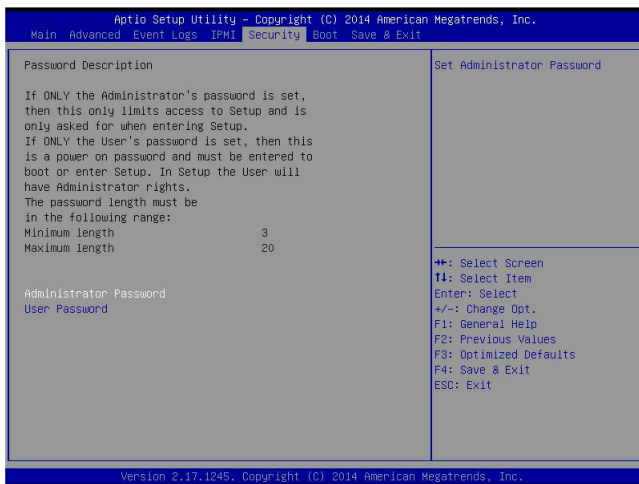 Aptio Setup Utility – Copyright (C) 2014 American Megatrends, Inc.
Main Advanced Event Logs IPMI Security Boot Save & Exit
Password Description
If ONLY the Administrator's password is set,
then this only limits access to Setup and is
only asked for when entering Setup.
If ONLY the User's password is set, then this
is a power on password and must be entered to
boot or enter Setup. In Setup the User will
have Administrator rights.
The password length must be
in the following range:
Minimum length 3
Maximum length 20
Administrator Password
User Password
Set Administrator Password
→←: Select Screen
↑↓: Select Item
Enter: Select
+/-: Change Opt.
F1: General Help
F2: Previous Values
F3: Optimized Defaults
F4: Save & Exit
ESC: Exit
Version 2.17.1245. Copyright (C) 2014 American Megatrends, Inc.